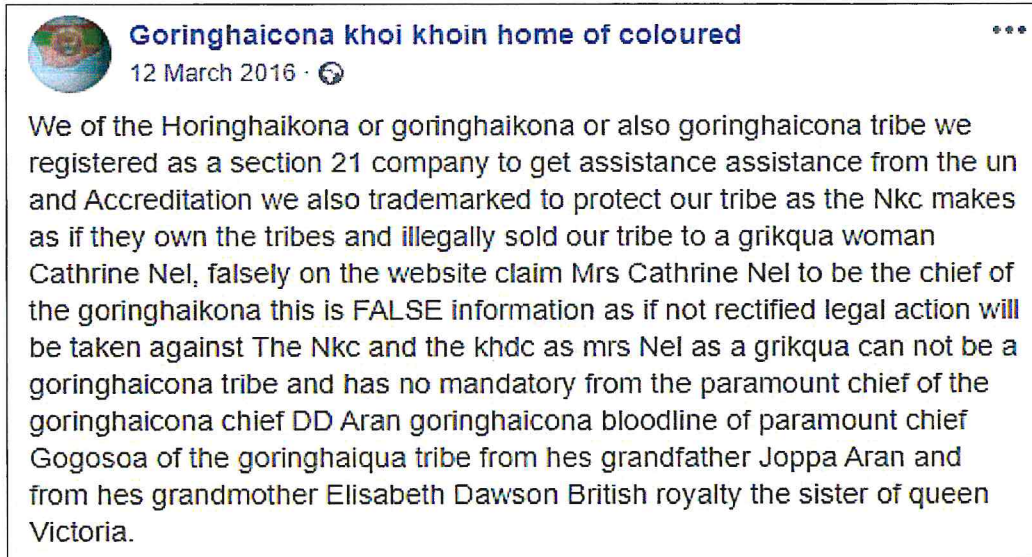 Goringhaicona khoi khoin home of coloured
12 March 2016 ·
We of the Horinghaikona or goringhaikona or also goringhaicona tribe we
registered as a section 21 company to get assistance assistance from the un
and Accreditation we also trademarked to protect our tribe as the Nkc makes
as if they own the tribes and illegally sold our tribe to a grikqua woman
Cathrine Nel, falsely on the website claim Mrs Cathrine Nel to be the chief of
the goringhaikona this is FALSE information as if not rectified legal action will
be taken against The Nkc and the khdc as mrs Nel as a grikqua can not be a
goringhaicona tribe and has no mandatory from the paramount chief of the
goringhaicona chief DD Aran goringhaicona bloodline of paramount chief
Gogosoa of the goringhaiqua tribe from hes grandfather Joppa Aran and
from hes grandmother Elisabeth Dawson British royalty the sister of queen
Victoria.